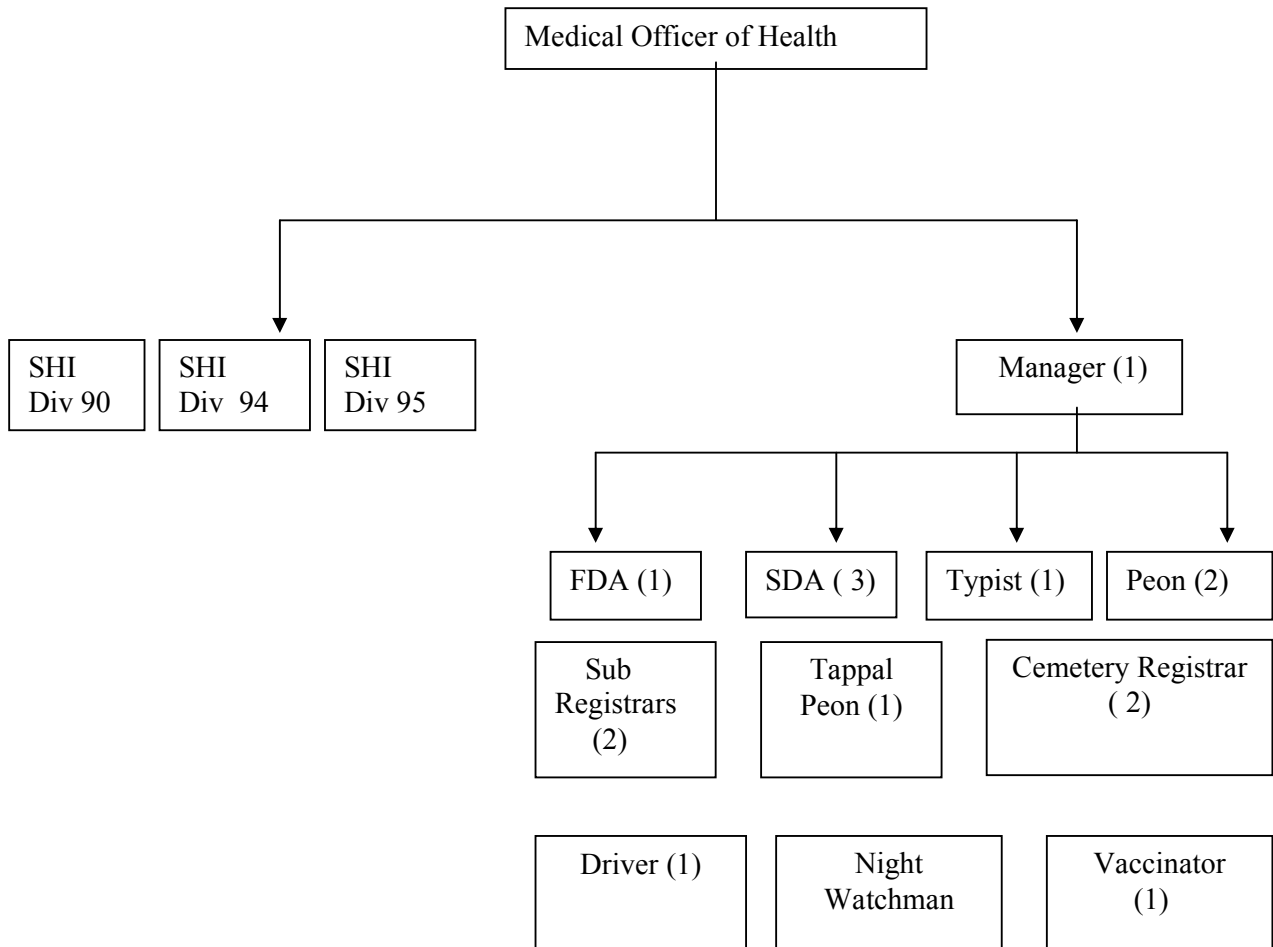 Medical Officer of Health
SHI
Div 90
SHI
Div 94
SHI
Div 95
Manager (1)
FDA (1)
SDA ( 3)
Typist (1)
Peon (2)
Sub
Registrars
(2)
Tappal
Peon (1)
Cemetery Registrar
( 2)
Driver (1)
Night
Watchman
Vaccinator
(1)